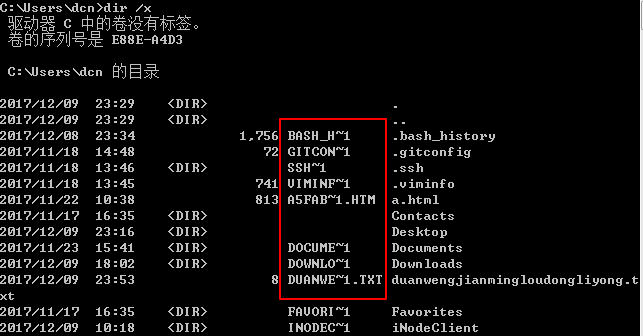 C:\Users\dcn>dir /x
驱动器 C 中的卷没有标签。
卷的序列号是 E88E-A4D3
C:\Users\dcn 的目录
2017/12/09 23:29 <DIR> .
2017/12/09 23:29 <DIR> ..
2017/12/08 23:34 1,756 BASH_H~1 .bash_history
2017/11/18 14:48 72 GITCON~1 .gitconfig
2017/11/18 13:46 <DIR> SSH~1 .ssh
2017/11/18 13:45 741 VIMINF~1 .viminfo
2017/11/22 10:38 813 A5FAB~1.HTM a.html
2017/11/17 16:35 <DIR> Contacts
2017/12/09 23:16 <DIR> Desktop
2017/11/23 15:41 <DIR> DOCUME~1 Documents
2017/12/09 18:02 <DIR> DOWNLO~1 Downloads
2017/12/09 23:53 8 DUANWE~1.TXT duanwengjianmingloudongliyong.t
xt
2017/11/17 16:35 <DIR> FAVORI~1 Favorites
2017/12/09 10:18 <DIR> INODEC~1 iNodeClient